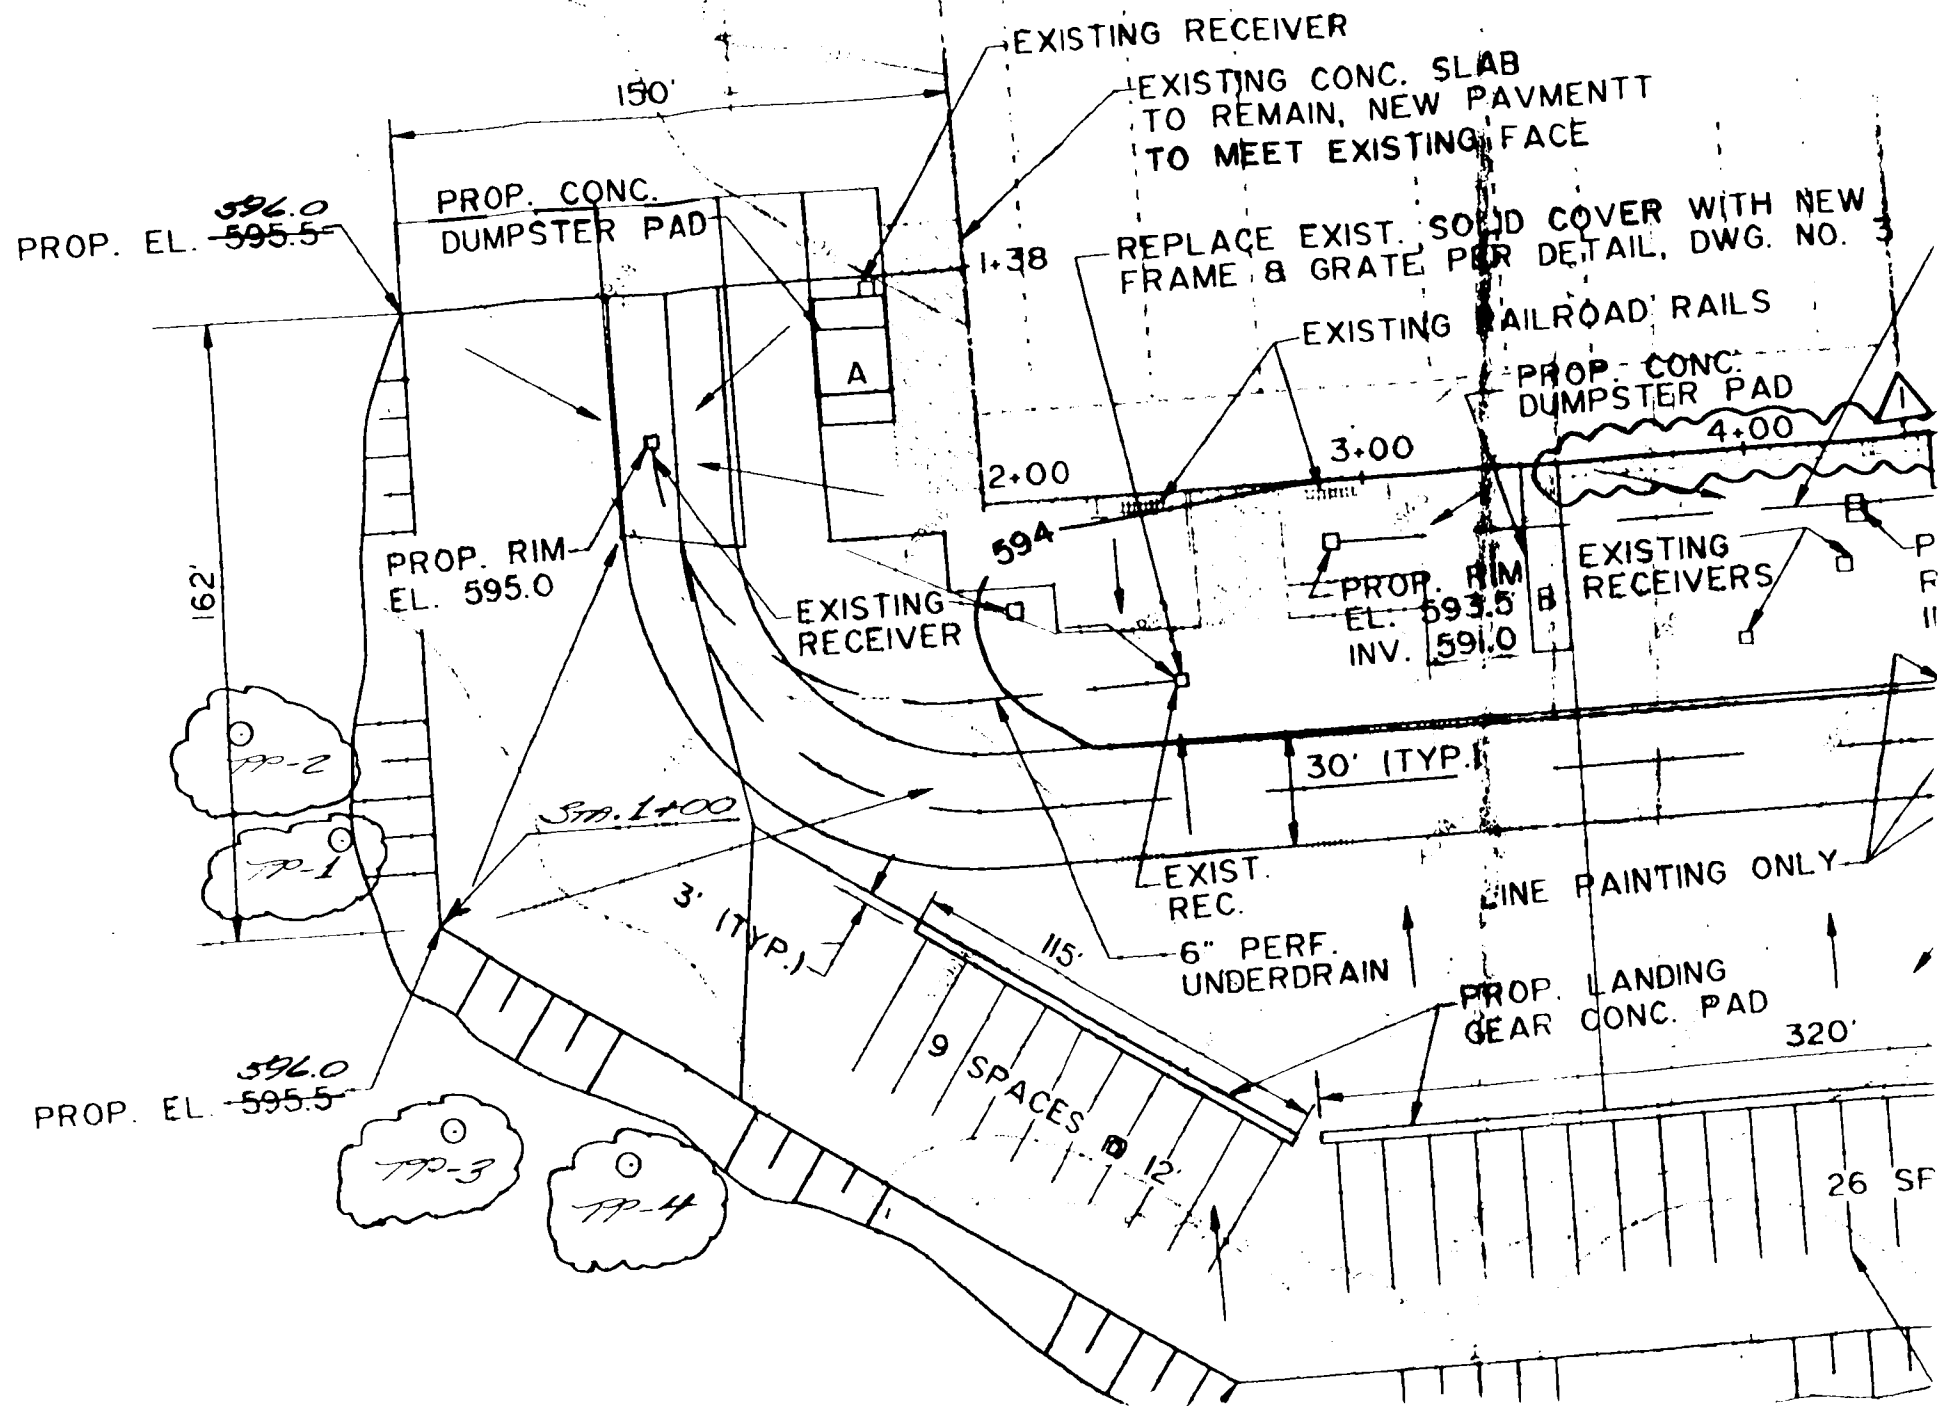 EXISTING RECEIVER
EXISTING CONC. SLAB
TO REMAIN, NEW PAVMENTT
TO MEET EXISTING FACE
150'
PROP. CONC.
DUMPSTER PAD
596.0
PROP. EL. 595.5
REPLACE EXIST. SOLID COVER WITH NEW
FRAME & GRATE PER DETAIL, DWG. NO. 3
1+38
EXISTING RAILROAD RAILS
A
PROP. CONC.
DUMPSTER PAD
1
4+00
3+00
2+00
594
PROP. RIM
EL. 595.0
162'
EXISTING
RECEIVER
PROP. RIM
EL. 593.5
INV. 591.0
B
EXISTING
RECEIVERS
P
R
30' (TYP.)
TP-2
STA. 1+00
TP-1
3' (TYP.)
EXIST.
REC.
LINE PAINTING ONLY
115'
6" PERF.
UNDERDRAIN
PROP. LANDING
GEAR CONC. PAD
320'
9 SPACES @ 12'
596.0
PROP. EL. 595.5
TP-3
TP-4
26 SP